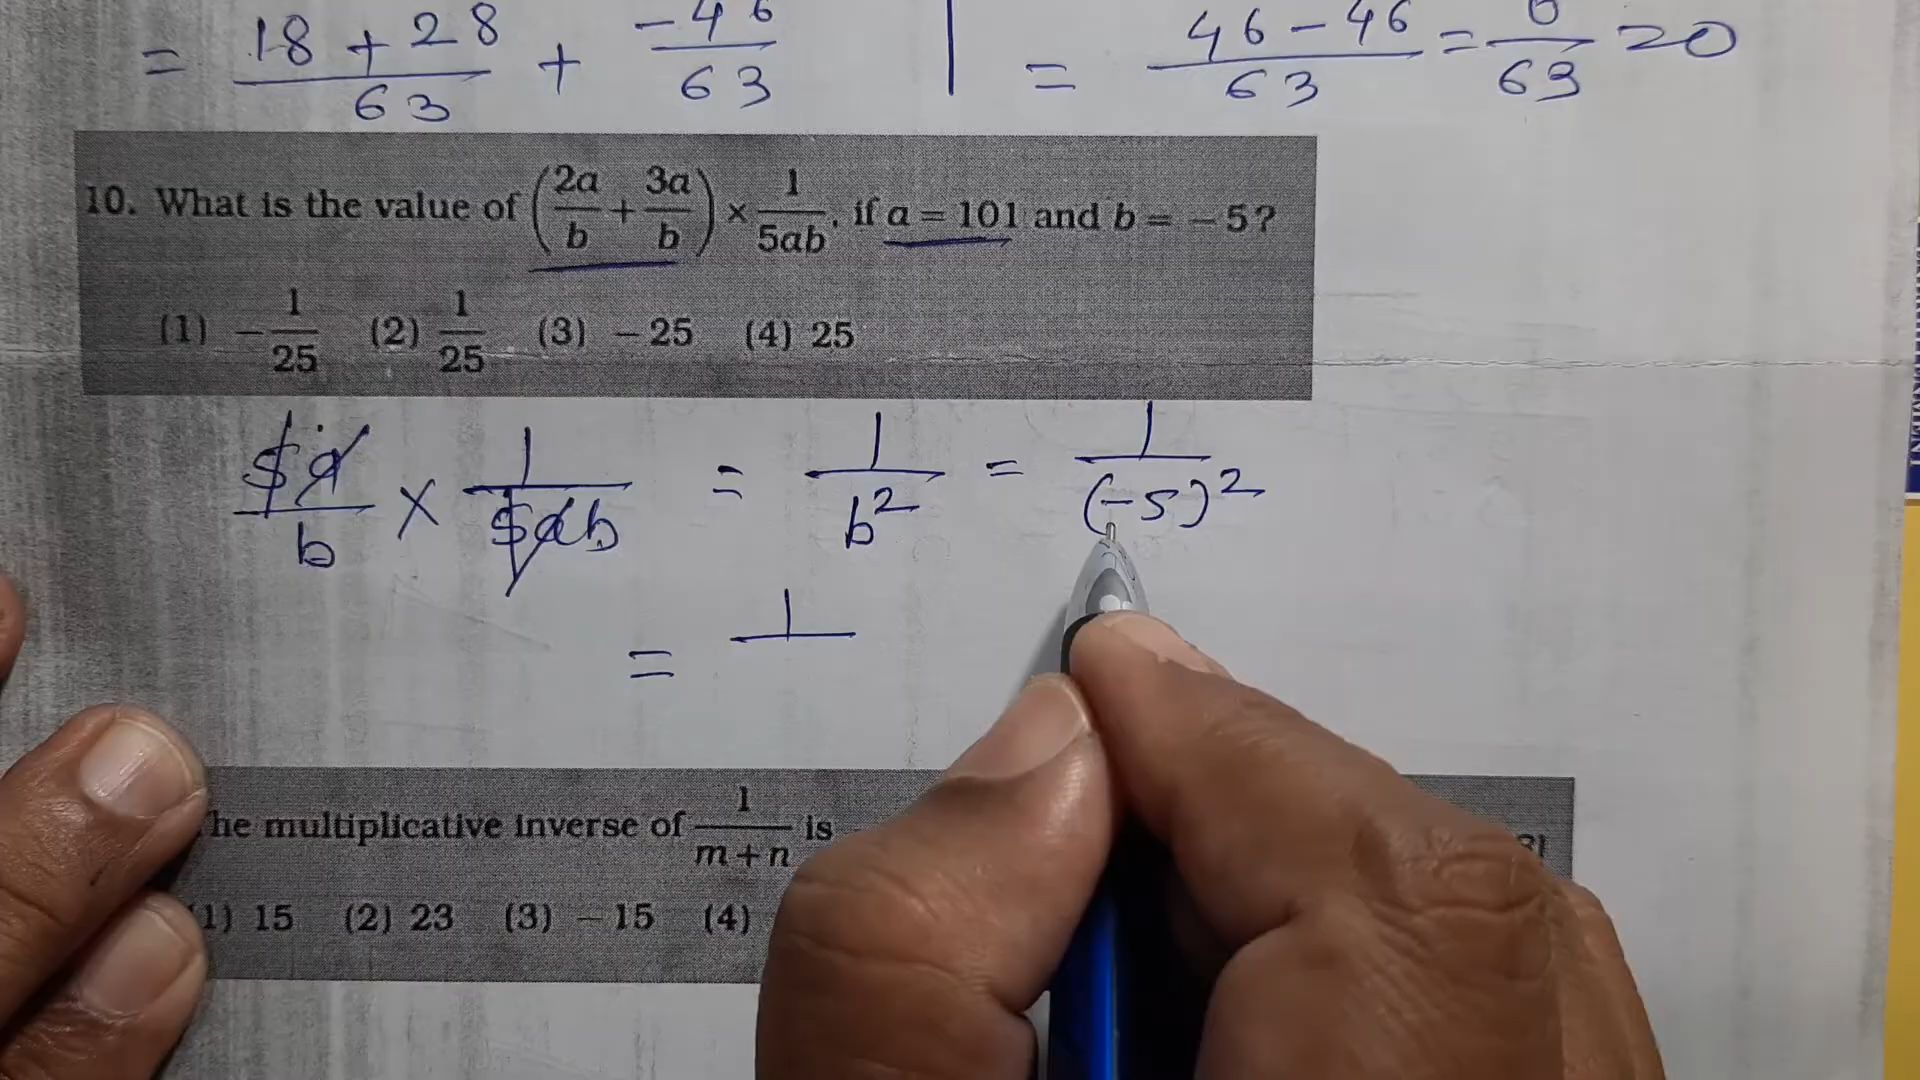 = (18 + 28)/63 + (-46)/63 | = (46 - 46)/63 = 0/63 = 0
10. What is the value of (2a/b + 3a/b) × 1/5ab, if a = 101 and b = – 5?
(1) – 1/25 (2) 1/25 (3) – 25 (4) 25
5a/b × 1/5ab = 1/b² = 1/(-5)²
= 1/
he multiplicative inverse of 1/m+n is
1) 15 (2) 23 (3) – 15 (4)